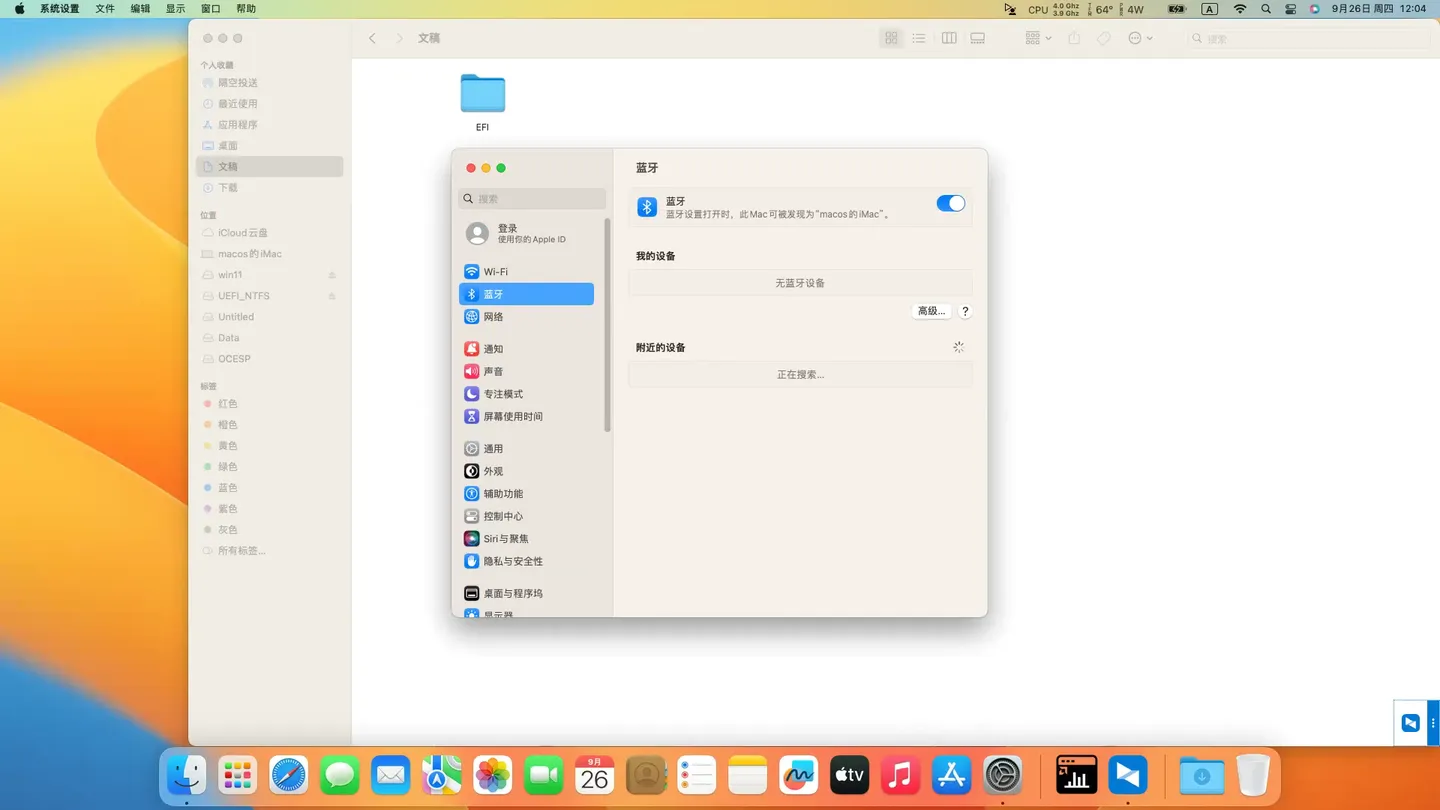 系统设置 文件 编辑 显示 窗口 帮助
CPU 4.0 Ghz 3.9 Ghz 64° 4W A 9月26日 周四 12:04
文稿
搜索
个人收藏
隔空投送
最近使用
应用程序
桌面
文稿
下载
位置
iCloud云盘
macos的iMac
win11
UEFI_NTFS
Untitled
Data
OCESP
标签
红色
橙色
黄色
绿色
蓝色
紫色
灰色
所有标签...
EFI
搜索
登录
使用你的Apple ID
Wi-Fi
蓝牙
网络
通知
声音
专注模式
屏幕使用时间
通用
外观
辅助功能
控制中心
Siri与聚焦
隐私与安全性
桌面与程序坞
显示器
蓝牙
蓝牙
蓝牙设置打开时，此Mac可被发现为“macos的iMac”。
我的设备
无蓝牙设备
高级... ?
附近的设备
正在搜索...
9月
26
tv